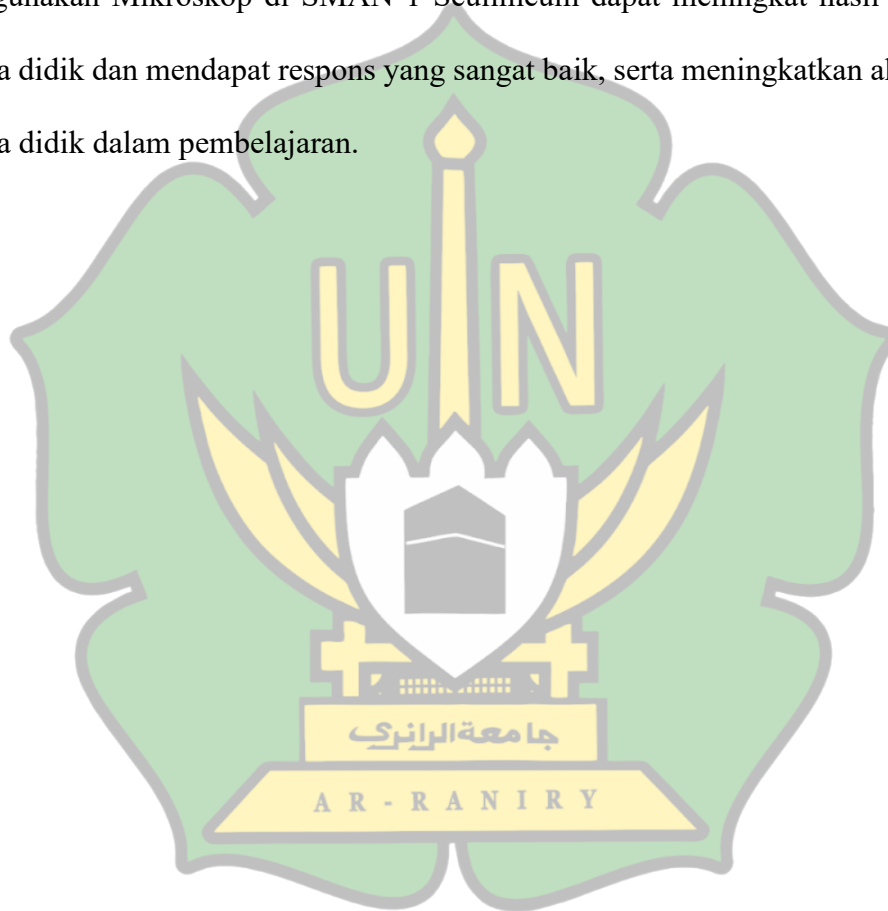 Mikroskop di SMAN 1 Seulimeum dapat meningkat hasil
didik dan mendapat respons yang sangat baik, serta meningkatkan
didik dalam pembelajaran.
UIN
جامعة الرانري
AR-RANIRY